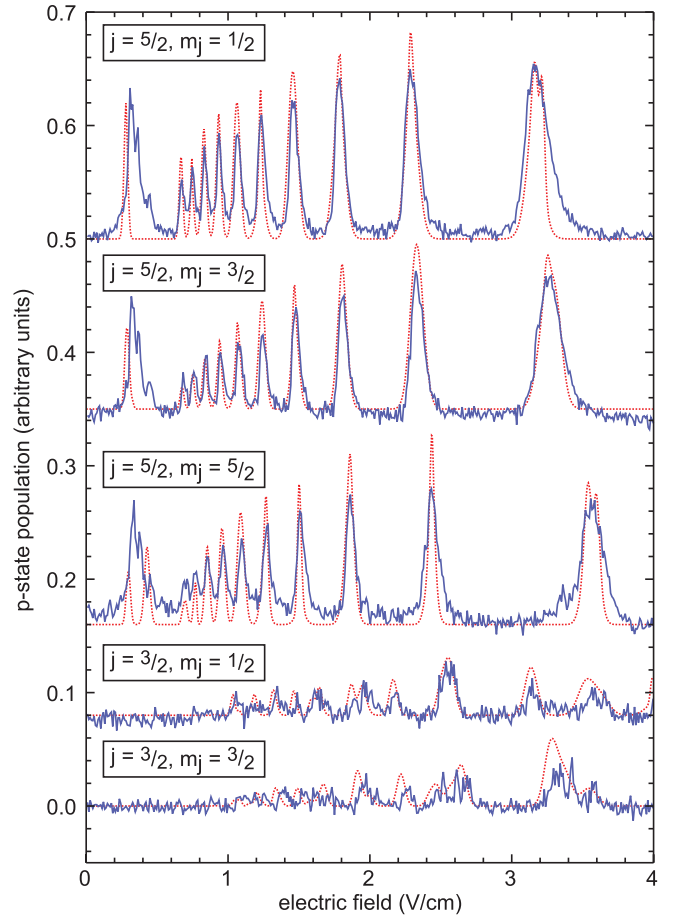 0.7
j = 5/2, mj = 1/2
0.6
0.5
j = 5/2, mj = 3/2
0.4
p-state population (arbitrary units)
0.3
j = 5/2, mj = 5/2
0.2
j = 3/2, mj = 1/2
0.1
j = 3/2, mj = 3/2
0.0
0 1 2 3 4
electric field (V/cm)